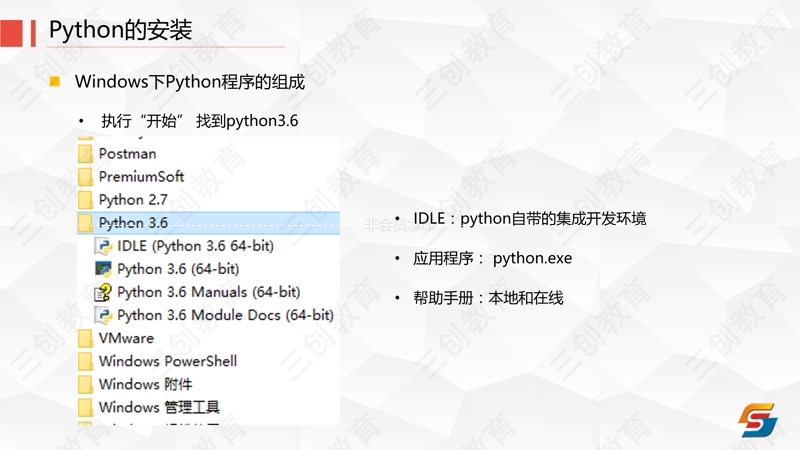 Python的安装
Windows下Python程序的组成
• 执行“开始” 找到python3.6
Postman
PremiumSoft
Python 2.7
Python 3.6
IDLE (Python 3.6 64-bit)
Python 3.6 (64-bit)
Python 3.6 Manuals (64-bit)
Python 3.6 Module Docs (64-bit)
VMware
Windows PowerShell
Windows 附件
Windows 管理工具
• IDLE：python自带的集成开发环境
• 应用程序： python.exe
• 帮助手册：本地和在线
三创教育